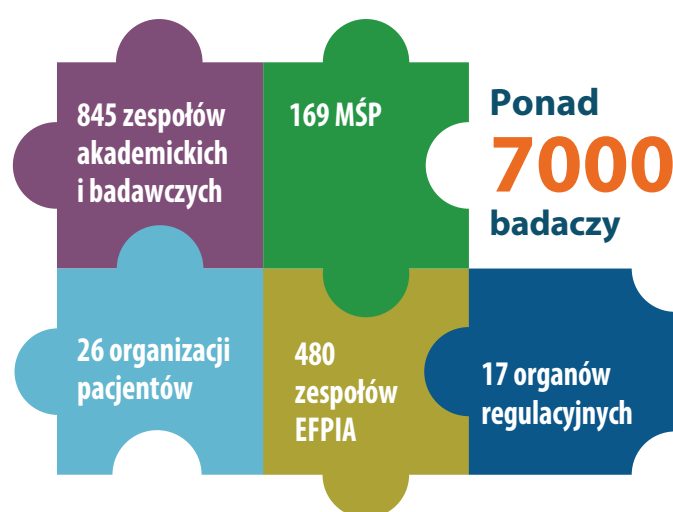 845 zespołów
akademickich
i badawczych
169 MŚP
Ponad
7000
badaczy
26 organizacji
pacjentów
480
zespołów
EFPIA
17 organów
regulacyjnych